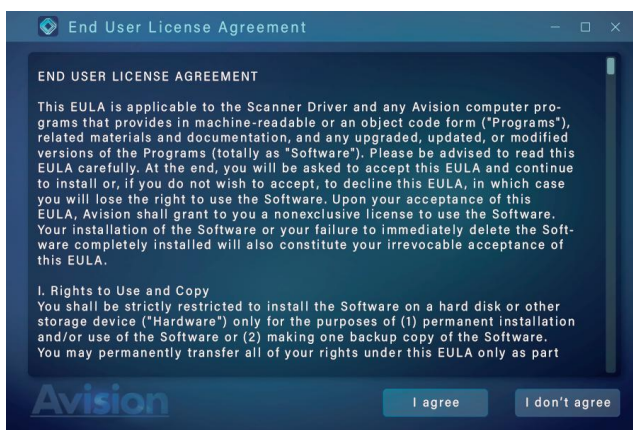 End User License Agreement
END USER LICENSE AGREEMENT
This EULA is applicable to the Scanner Driver and any Avision computer pro-
grams that provides in machine-readable or an object code form ("Programs"),
related materials and documentation, and any upgraded, updated, or modified
versions of the Programs (totally as "Software"). Please be advised to read this
EULA carefully. At the end, you will be asked to accept this EULA and continue
to install or, if you do not wish to accept, to decline this EULA, in which case
you will lose the right to use the Software. Upon your acceptance of this
EULA, Avision shall grant to you a nonexclusive license to use the Software.
Your installation of the Software or your failure to immediately delete the Soft-
ware completely installed will also constitute your irrevocable acceptance of
this EULA.
I. Rights to Use and Copy
You shall be strictly restricted to install the Software on a hard disk or other
storage device ("Hardware") only for the purposes of (1) permanent installation
and/or use of the Software or (2) making one backup copy of the Software.
You may permanently transfer all of your rights under this EULA only as part
Avision
I agree
I don't agree